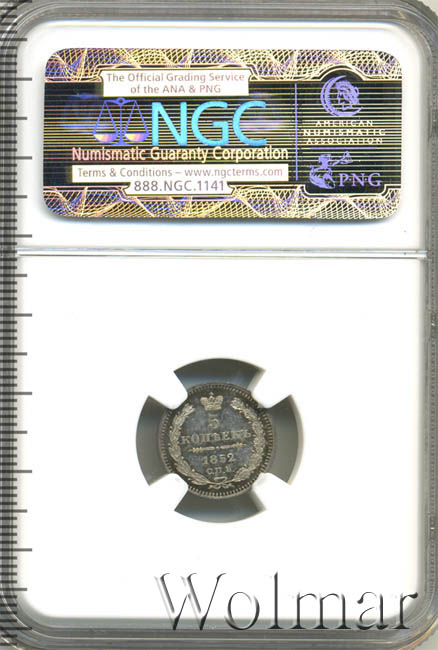 The Official Grading Service
of the ANA & PNG
NGC
Numismatic Guaranty Corporation
Terms & Conditions – www.ngcterms.com
888.NGC.1141
AMERICAN
NUMISMATIC
ASSOCIATION
PNG
5
КОПѢЕКЪ
1852
С.П.Б.
Wolmar